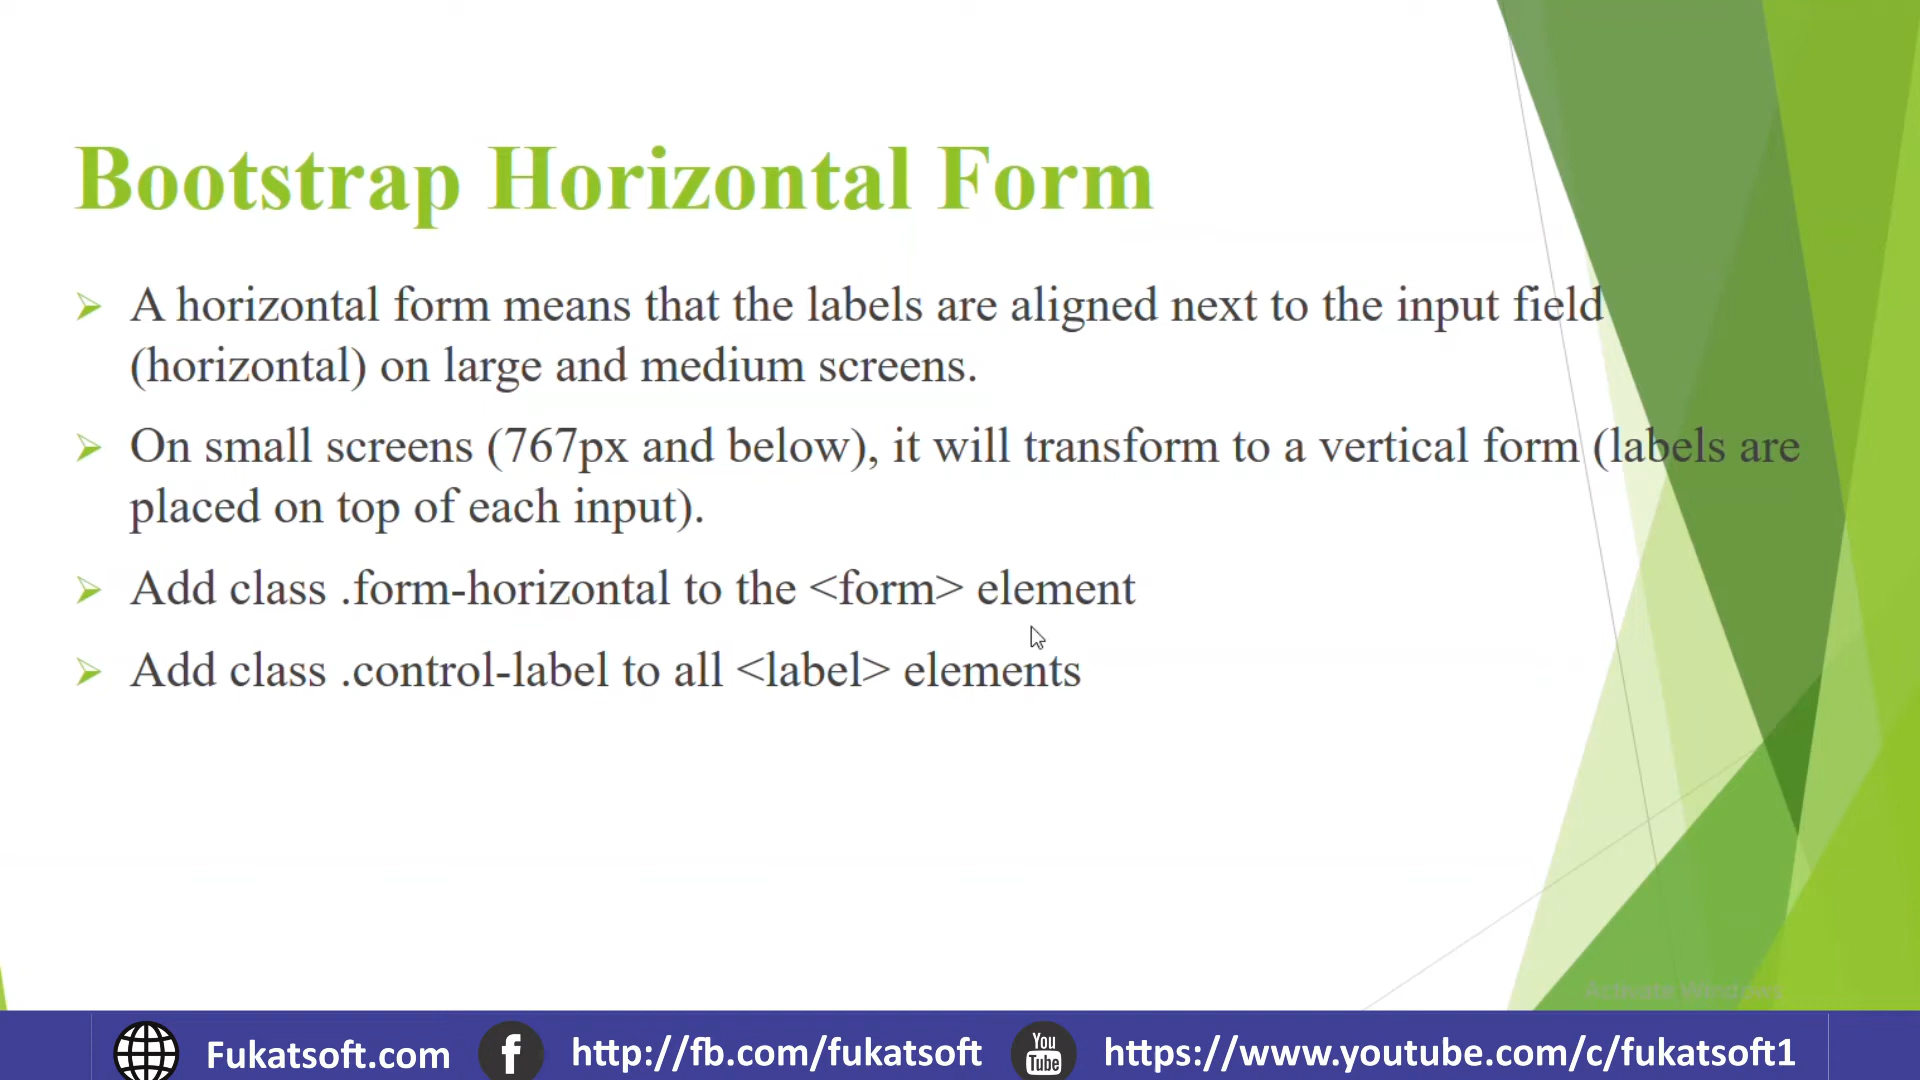 Bootstrap Horizontal Form
A horizontal form means that the labels are aligned next to the input field
(horizontal) on large and medium screens.
On small screens (767px and below), it will transform to a vertical form (labels are
placed on top of each input).
Add class .form-horizontal to the <form> element
Add class .control-label to all <label> elements
Activate Windows
Fukatsoft.com f http://fb.com/fukatsoft You Tube https://www.youtube.com/c/fukatsoft1